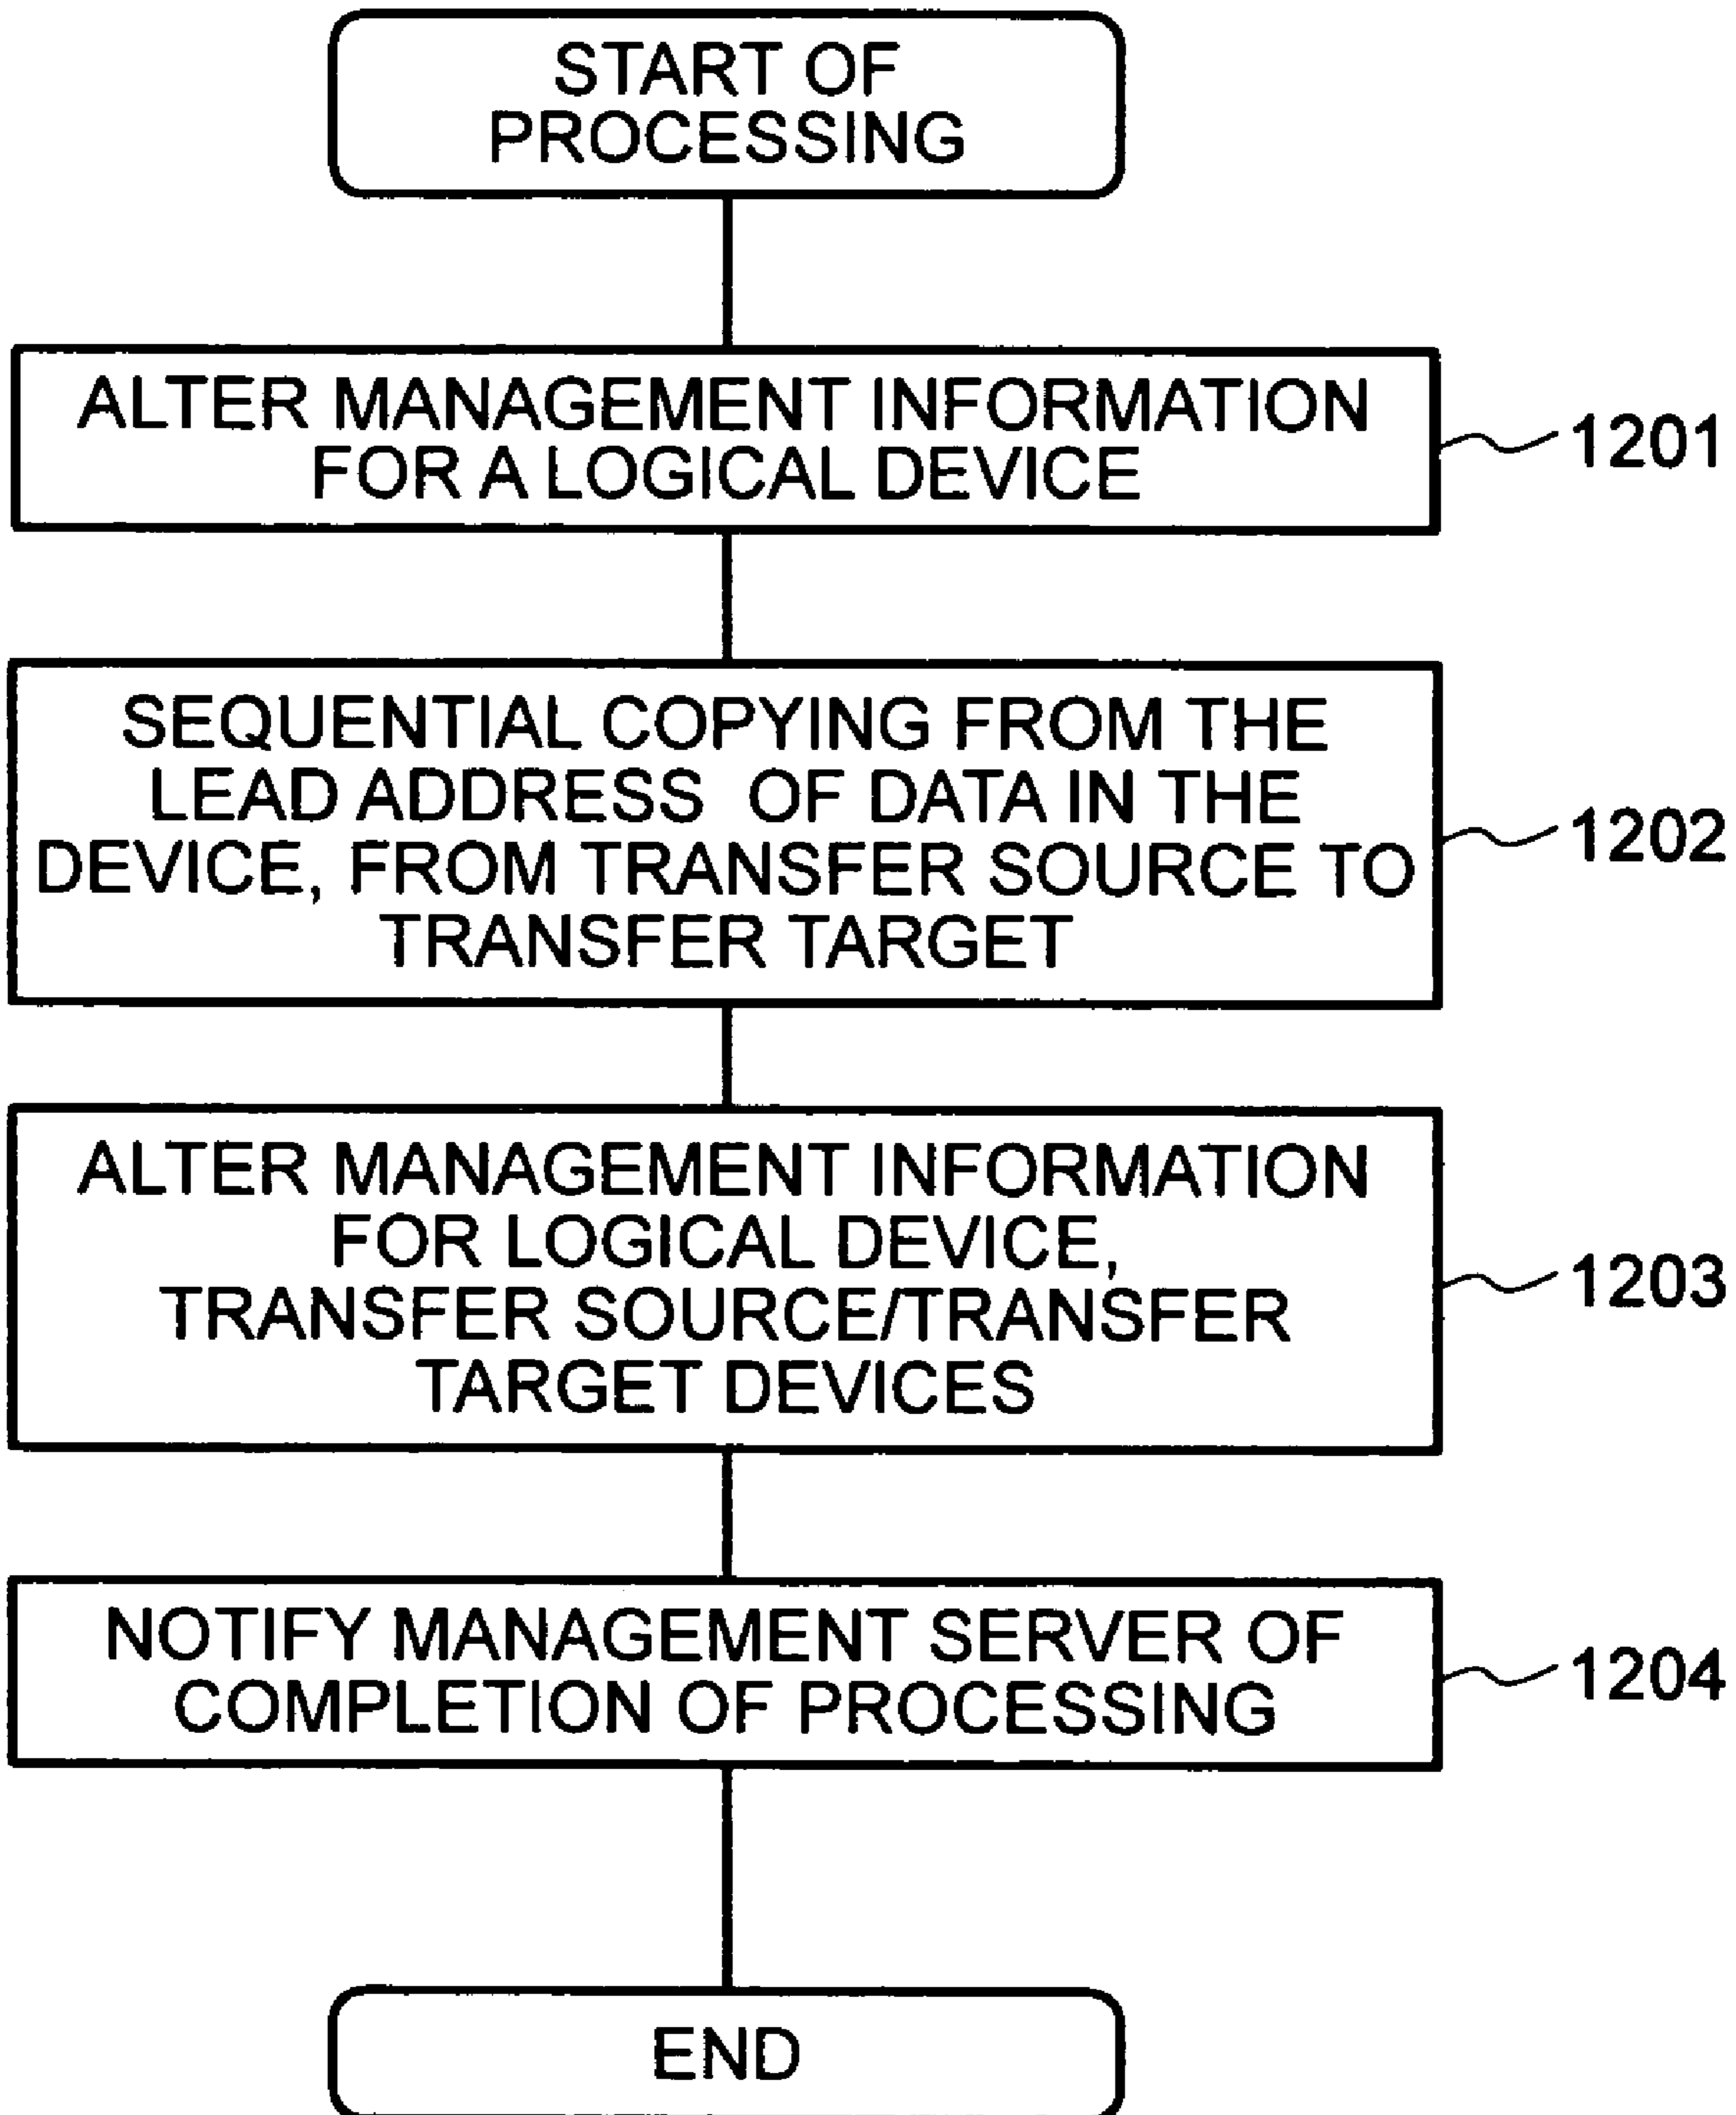 START OF
PROCESSING
ALTER MANAGEMENT INFORMATION
FOR A LOGICAL DEVICE
1201
SEQUENTIAL COPYING FROM THE
LEAD ADDRESS OF DATA IN THE
DEVICE, FROM TRANSFER SOURCE TO
TRANSFER TARGET
1202
ALTER MANAGEMENT INFORMATION
FOR LOGICAL DEVICE,
TRANSFER SOURCE/TRANSFER
TARGET DEVICES
1203
NOTIFY MANAGEMENT SERVER OF
COMPLETION OF PROCESSING
1204
END